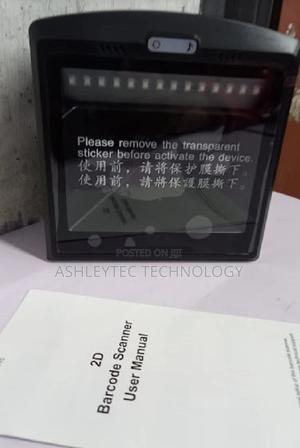 Please remove the transparent
sticker before activate the device.
使用前，请将保护膜撕下。
使用前，請將保護膜撕下。
POSTED ON JIJI
ASHLEYTEC TECHNOLOGY
2D
Barcode Scanner
User Manual